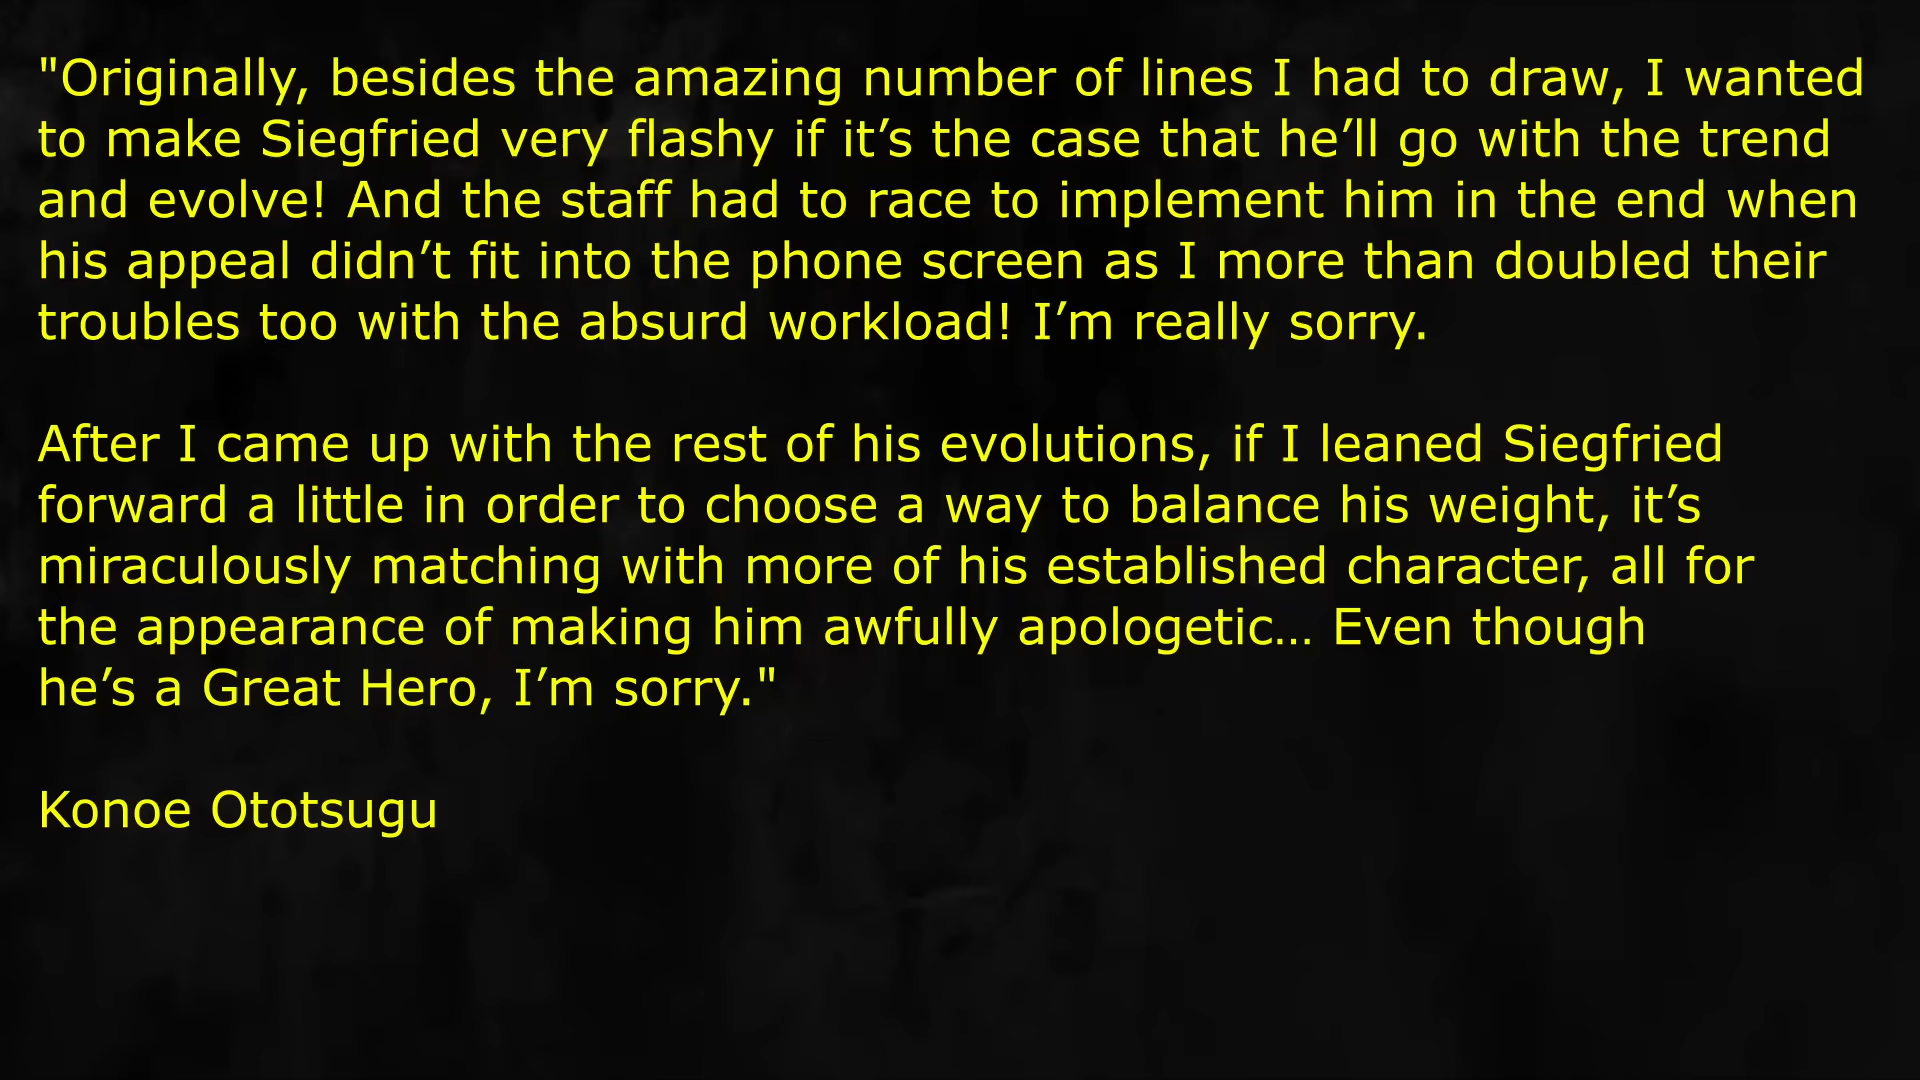 "Originally, besides the amazing number of lines I had to draw, I wanted
to make Siegfried very flashy if it’s the case that he’ll go with the trend
and evolve! And the staff had to race to implement him in the end when
his appeal didn’t fit into the phone screen as I more than doubled their
troubles too with the absurd workload! I’m really sorry.

After I came up with the rest of his evolutions, if I leaned Siegfried
forward a little in order to choose a way to balance his weight, it’s
miraculously matching with more of his established character, all for
the appearance of making him awfully apologetic… Even though
he’s a Great Hero, I’m sorry."

Konoe Ototsugu